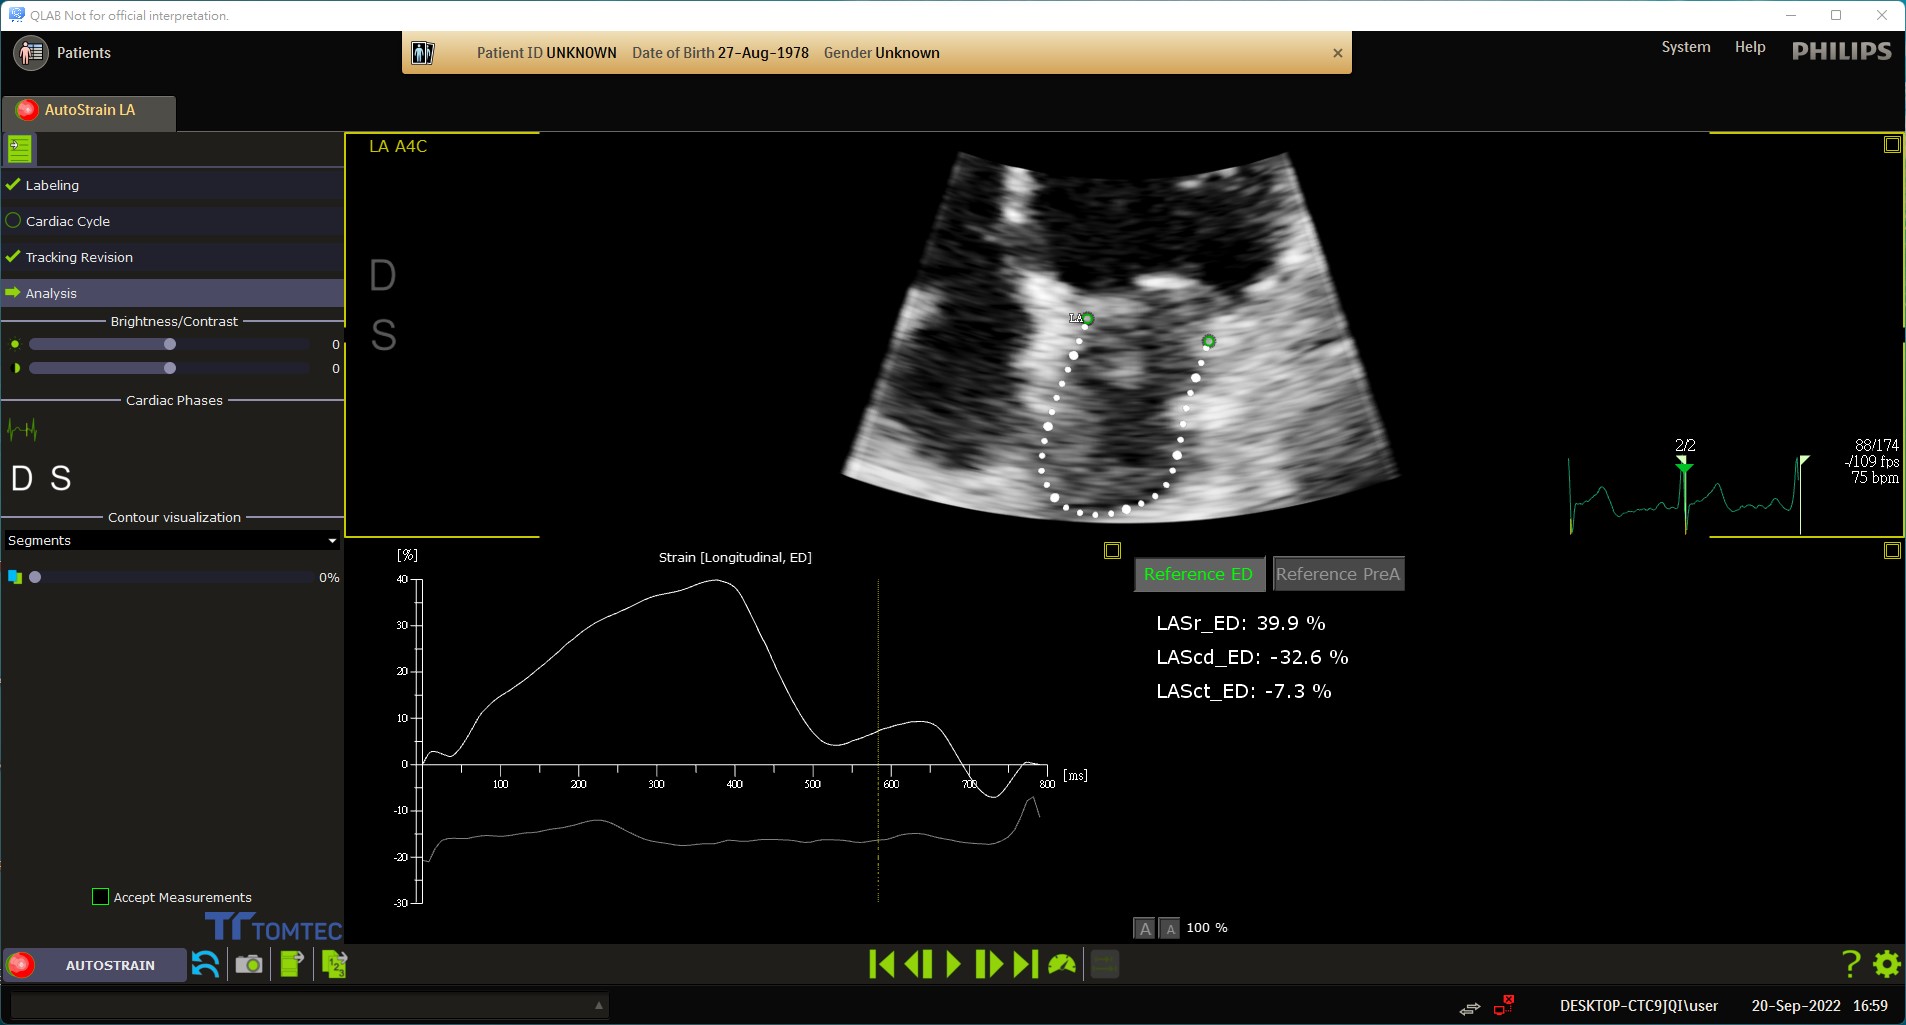 QLAB Not for official interpretation.
Patients
Patient ID UNKNOWN Date of Birth 27-Aug-1978 Gender Unknown
System Help PHILIPS
AutoStrain LA
Labeling
Cardiac Cycle
Tracking Revision
Analysis
Brightness/Contrast
0
0
Cardiac Phases
D S
Contour visualization
Segments
0%
Accept Measurements
TOMTEC
LA A4C
D
S
LA
2/2
88/174
-/109 fps
75 bpm
[%]
Strain [Longitudinal, ED]
40
30
20
10
0
-10
-20
-30
100 200 300 400 500 600 700 800
[ms]
Reference ED Reference PreA
LASr_ED: 39.9 %
LAScd_ED: -32.6 %
LASct_ED: -7.3 %
A A 100 %
AUTOSTRAIN
123
?
DESKTOP-CTC9JQI\user 20-Sep-2022 16:59